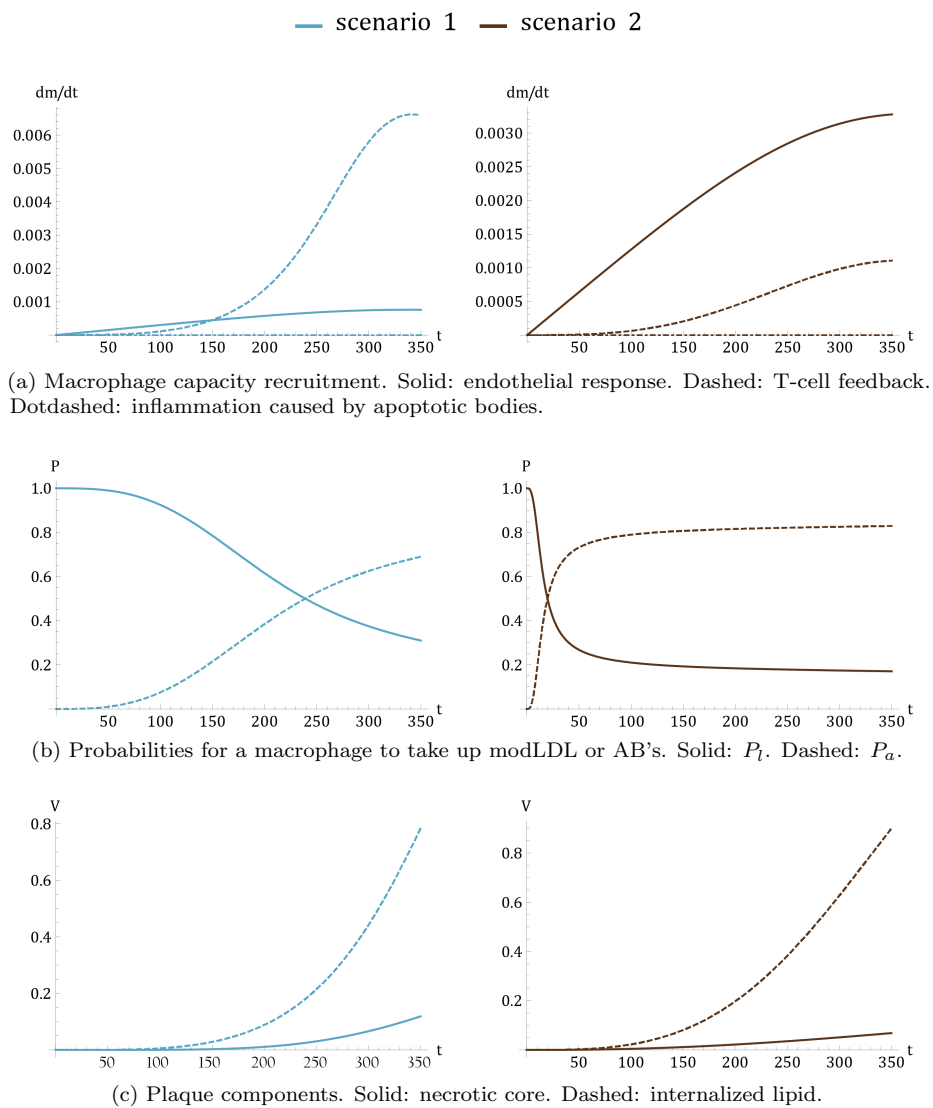 scenario 1 scenario 2
dm/dt dm/dt
0.006
0.005
0.004
0.003
0.002
0.001
50 100 150 200 250 300 350 t
0.0030
0.0025
0.0020
0.0015
0.0010
0.0005
50 100 150 200 250 300 350 t
(a) Macrophage capacity recruitment. Solid: endothelial response. Dashed: T-cell feedback.
Dotdashed: inflammation caused by apoptotic bodies.
P P
1.0
0.8
0.6
0.4
0.2
50 100 150 200 250 300 350 t
1.0
0.8
0.6
0.4
0.2
50 100 150 200 250 300 350 t
(b) Probabilities for a macrophage to take up modLDL or AB's. Solid: P_l. Dashed: P_a.
V V
0.8
0.6
0.4
0.2
50 100 150 200 250 300 350 t
0.8
0.6
0.4
0.2
50 100 150 200 250 300 350 t
(c) Plaque components. Solid: necrotic core. Dashed: internalized lipid.